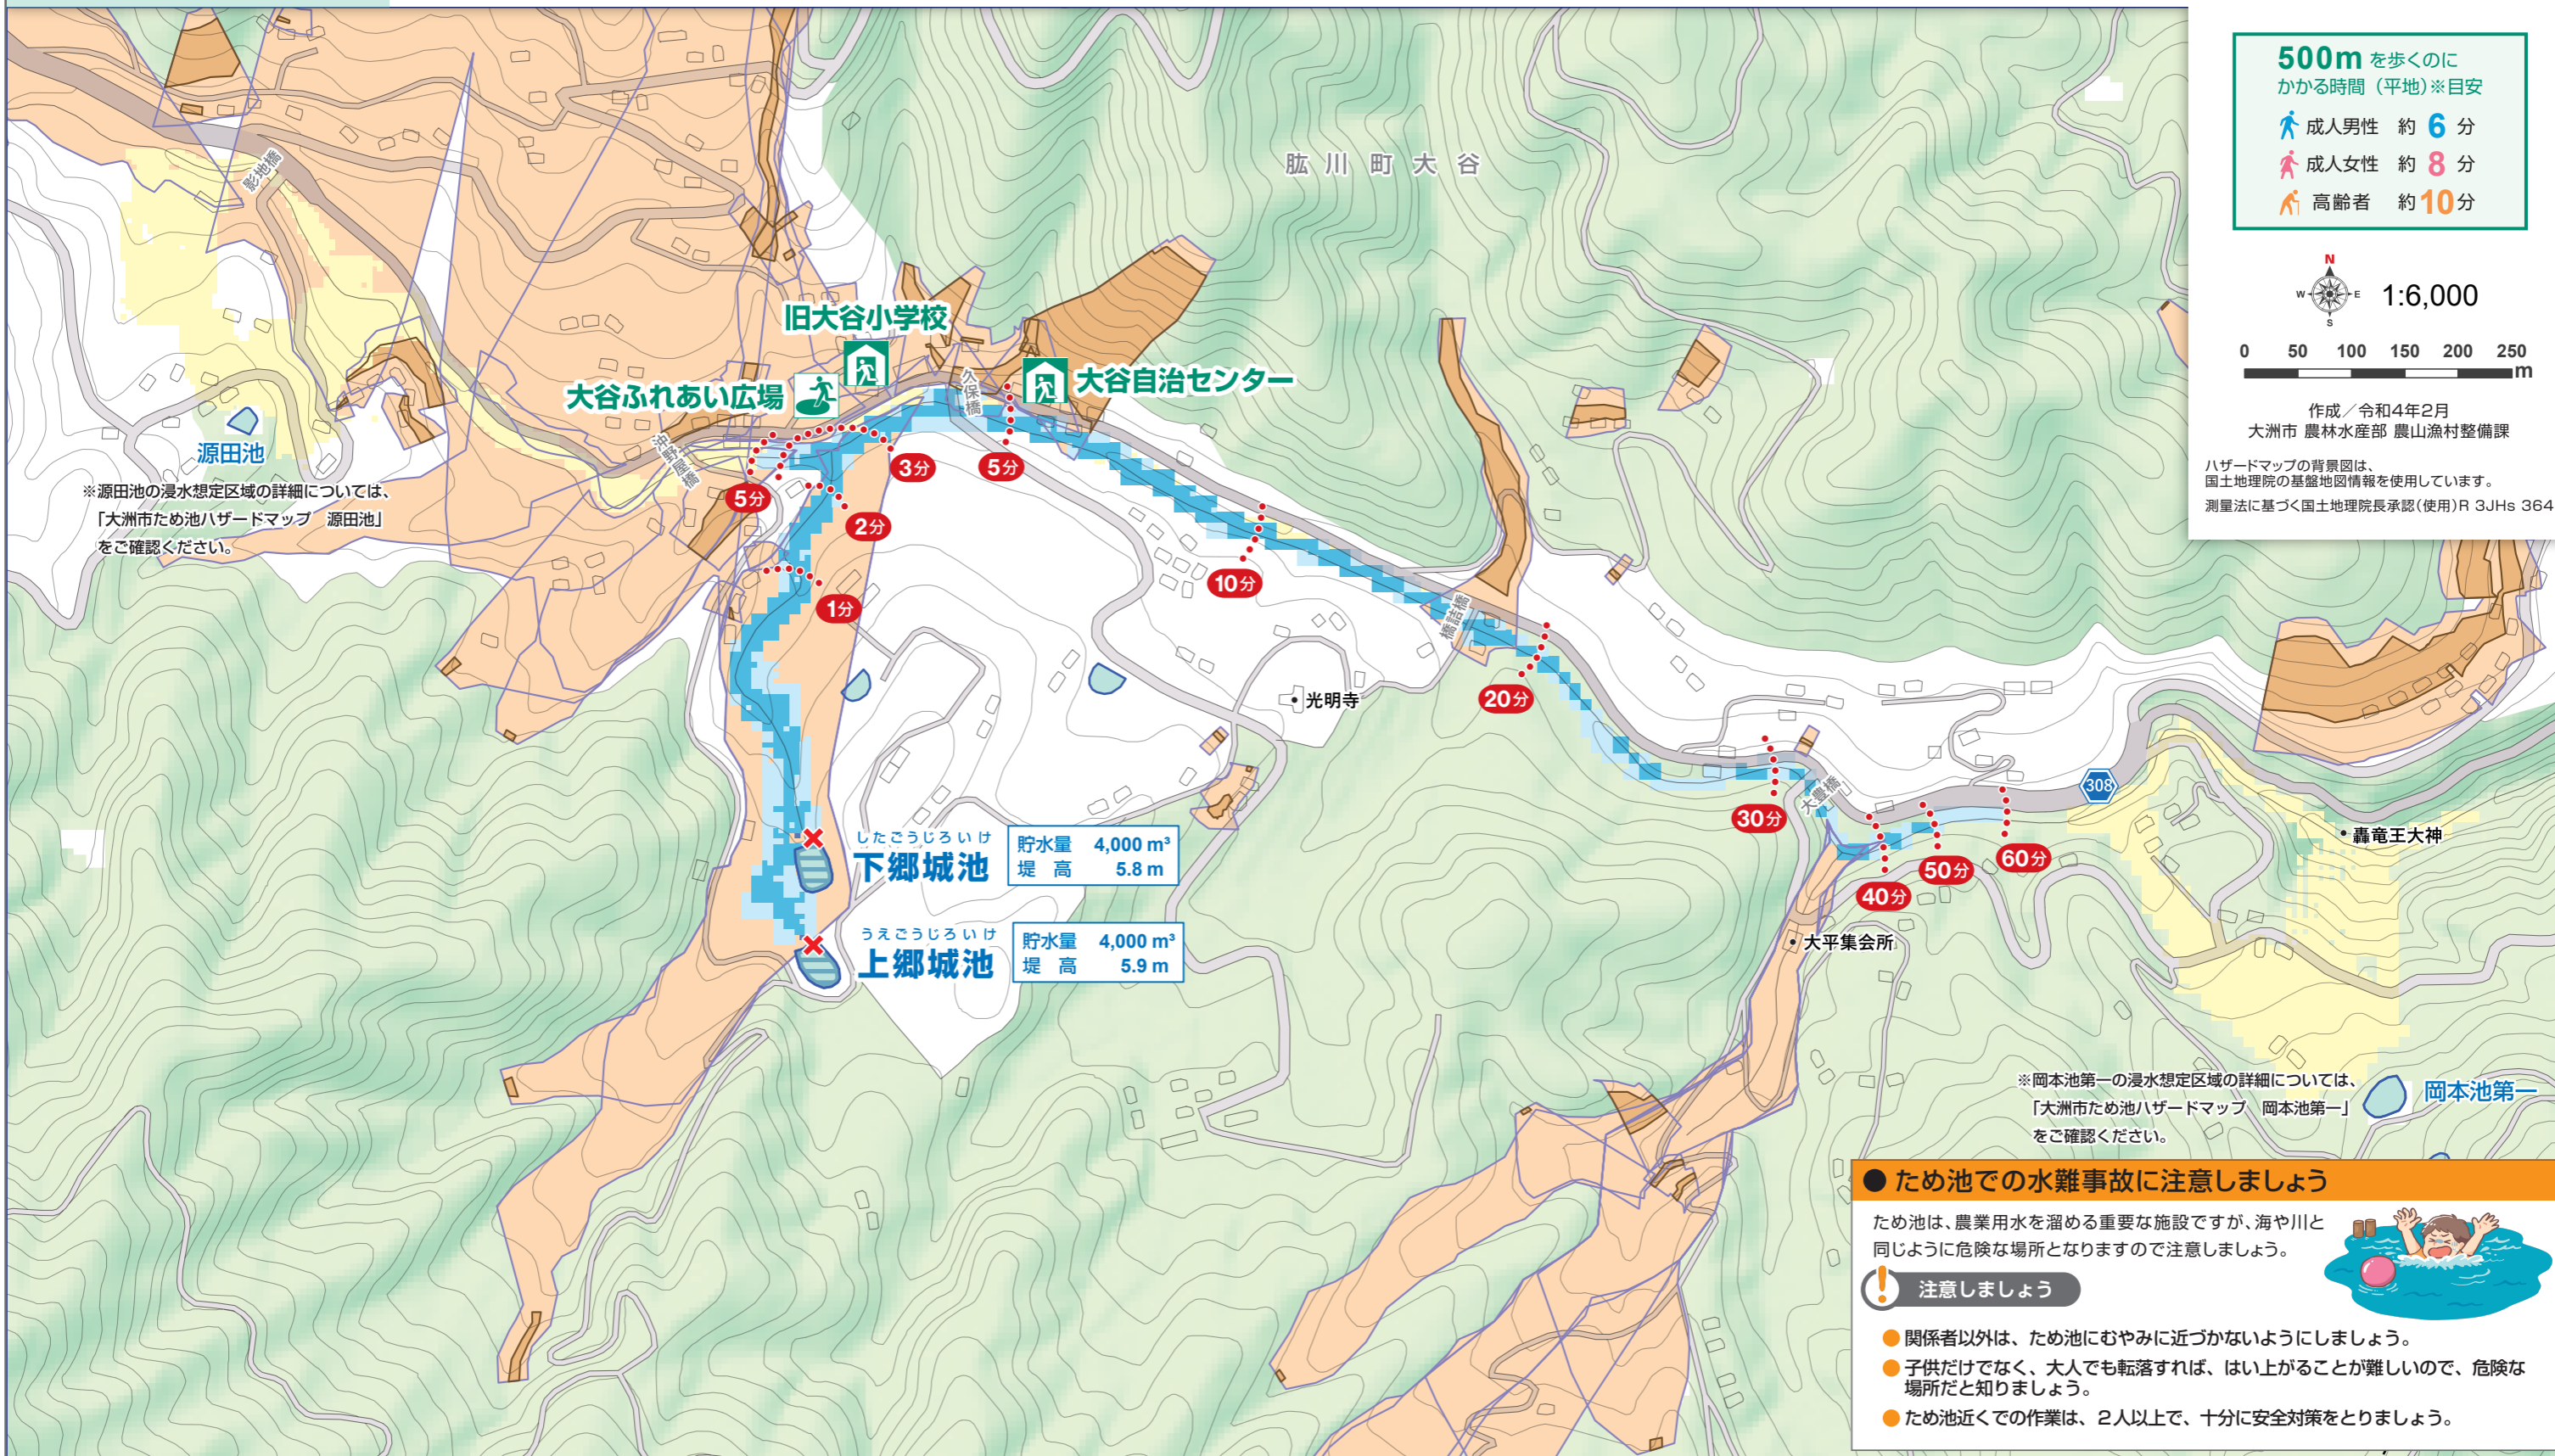 500m を歩くのに
かかる時間（平地）※目安
成人男性 約 6 分
成人女性 約 8 分
高齢者 約 10 分
N
W E
S
1:6,000
0 50 100 150 200 250
m
作成／令和4年2月
大洲市 農林水産部 農山漁村整備課
ハザードマップの背景図は、
国土地理院の基盤地図情報を使用しています。
測量法に基づく国土地理院長承認(使用)R 3JHs 364
肱川町大谷
影地橋
旧大谷小学校
大谷ふれあい広場
久保橋
大谷自治センター
沖野屋橋
源田池
※源田池の浸水想定区域の詳細については、
「大洲市ため池ハザードマップ 源田池」
をご確認ください。
3分
5分
5分
2分
1分
10分
橋詰橋
20分
光明寺
30分
大豊橋
308
轟竜王大神
40分
50分
60分
したごうじろいけ
下郷城池
貯水量 4,000 m³
堤 高 5.8 m
うえごうじろいけ
上郷城池
貯水量 4,000 m³
堤 高 5.9 m
大平集会所
※岡本池第一の浸水想定区域の詳細については、
「大洲市ため池ハザードマップ 岡本池第一」
をご確認ください。
岡本池第一
● ため池での水難事故に注意しましょう
ため池は、農業用水を溜める重要な施設ですが、海や川と
同じように危険な場所となりますので注意しましょう。
! 注意しましょう
● 関係者以外は、ため池にむやみに近づかないようにしましょう。
● 子供だけでなく、大人でも転落すれば、はい上がることが難しいので、危険な
場所だと知りましょう。
● ため池近くでの作業は、2人以上で、十分に安全対策をとりましょう。